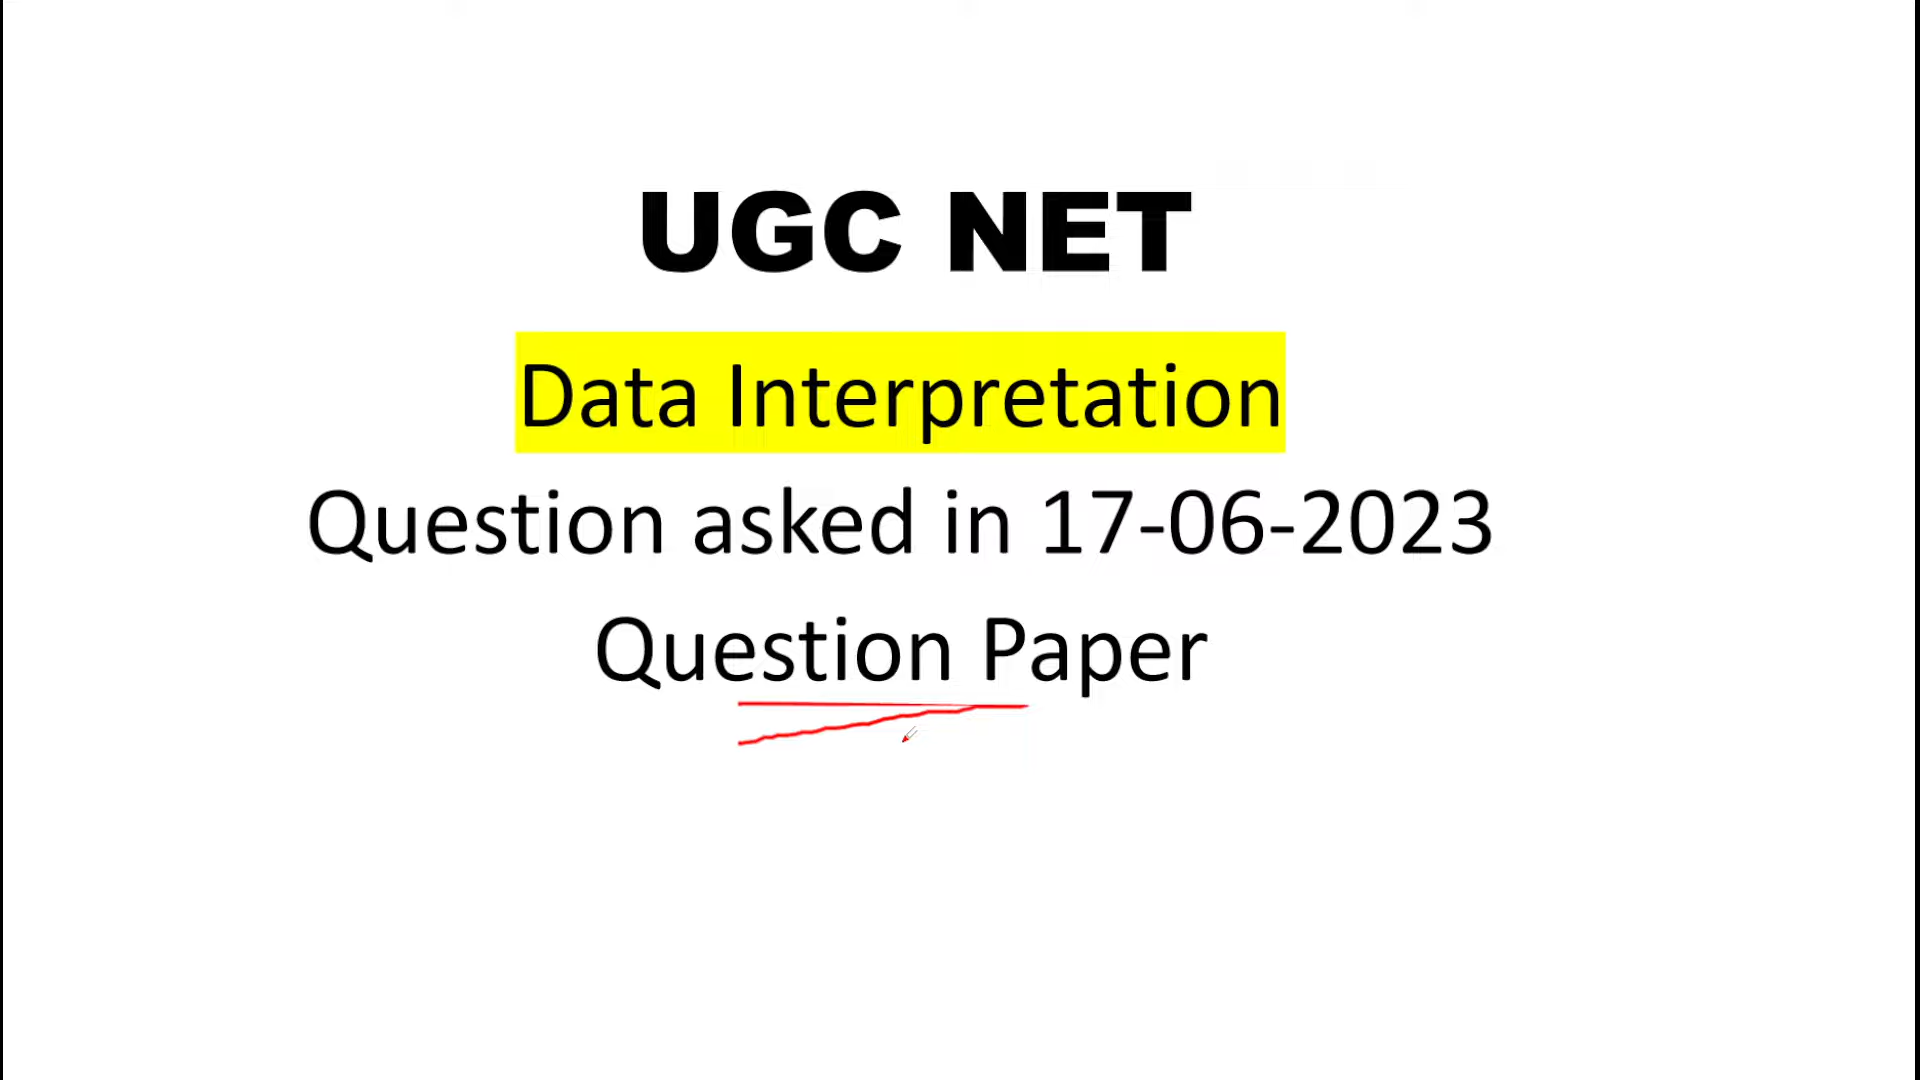 UGC NET
Data Interpretation
Question asked in 17-06-2023
Question Paper